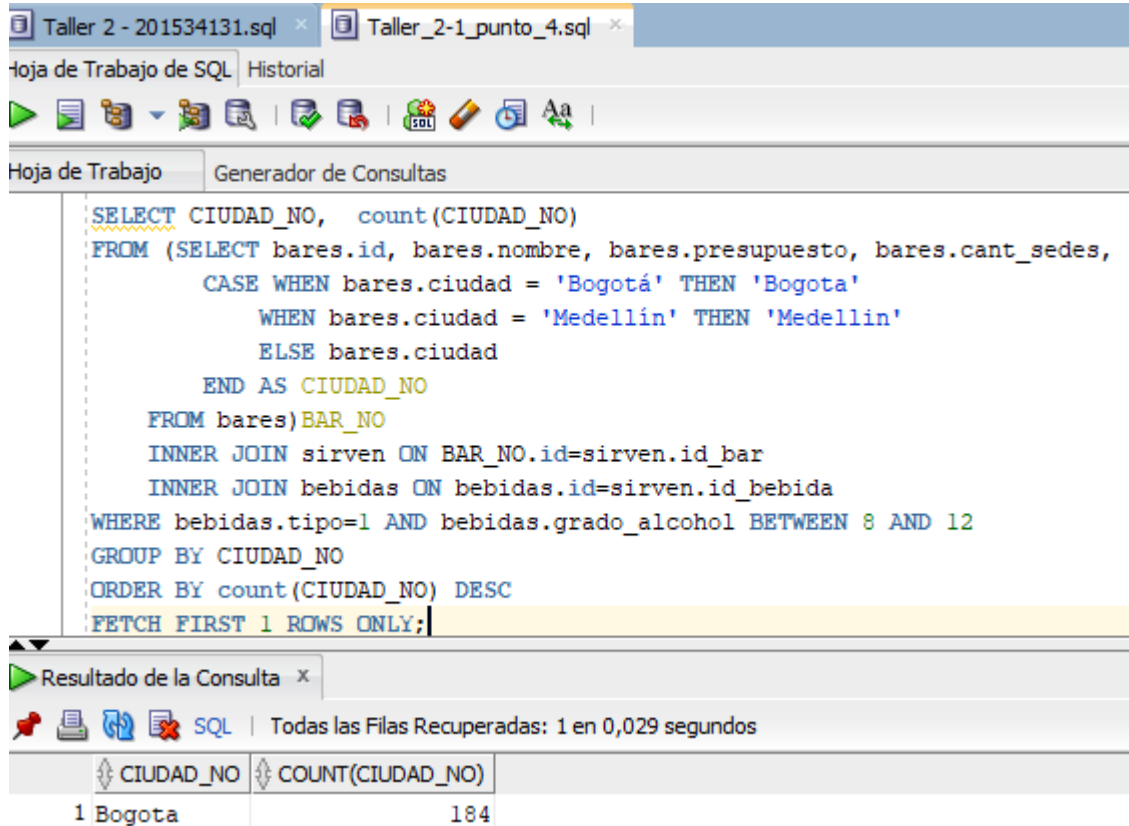 Taller 2 - 201534131.sql Taller_2-1_punto_4.sql
Hoja de Trabajo de SQL Historial
SQL Aa
Hoja de Trabajo Generador de Consultas
SELECT CIUDAD_NO,  count(CIUDAD_NO)
FROM (SELECT bares.id, bares.nombre, bares.presupuesto, bares.cant_sedes,
CASE WHEN bares.ciudad = 'Bogotá' THEN 'Bogota'
WHEN bares.ciudad = 'Medellín' THEN 'Medellin'
ELSE bares.ciudad
END AS CIUDAD_NO
FROM bares)BAR_NO
INNER JOIN sirven ON BAR_NO.id=sirven.id_bar
INNER JOIN bebidas ON bebidas.id=sirven.id_bebida
WHERE bebidas.tipo=1 AND bebidas.grado_alcohol BETWEEN 8 AND 12
GROUP BY CIUDAD_NO
ORDER BY count(CIUDAD_NO) DESC
FETCH FIRST 1 ROWS ONLY;
Resultado de la Consulta x
SQL | Todas las Filas Recuperadas: 1 en 0,029 segundos
CIUDAD_NO COUNT(CIUDAD_NO)
1 Bogota 184